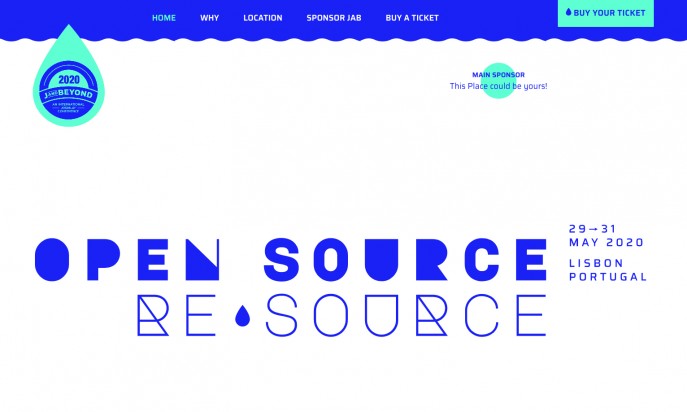 HOME WHY LOCATION SPONSOR JAB BUY A TICKET
BUY YOUR TICKET
2020
J AND BEYOND
AN INTERNATIONAL
JOOMLA!
CONFERENCE
MAIN SPONSOR
This Place could be yours!
OPEN SOURCE
RE SOURCE
29→31
MAY 2020
LISBON
PORTUGAL